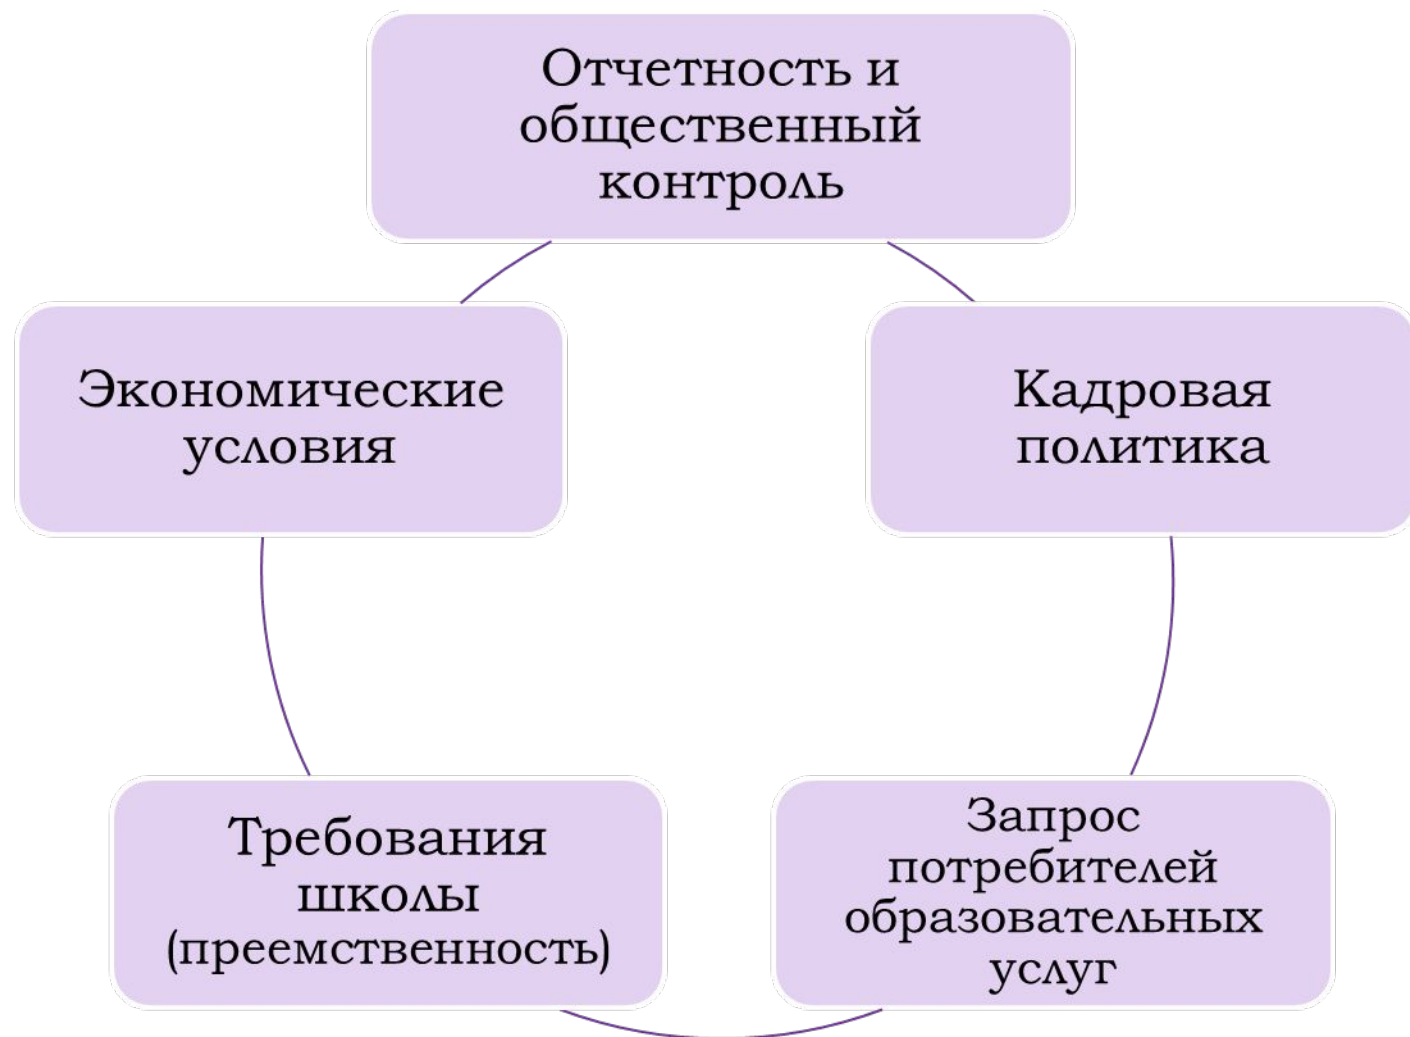 Отчетность и
общественный
контроль
Экономические
условия
Кадровая
политика
Требования
школы
(преемственность)
Запрос
потребителей
образовательных
услуг